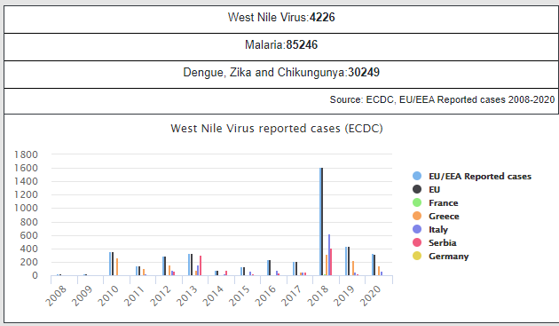 West Nile Virus:4226
Malaria:85246
Dengue, Zika and Chikungunya:30249
Source: ECDC, EU/EEA Reported cases 2008-2020
West Nile Virus reported cases (ECDC)
1800
1600
1400
1200
1000
800
600
400
200
0
2008
2009
2010
2011
2012
2013
2014
2015
2016
2017
2018
2019
2020
EU/EEA Reported cases
EU
France
Greece
Italy
Serbia
Germany